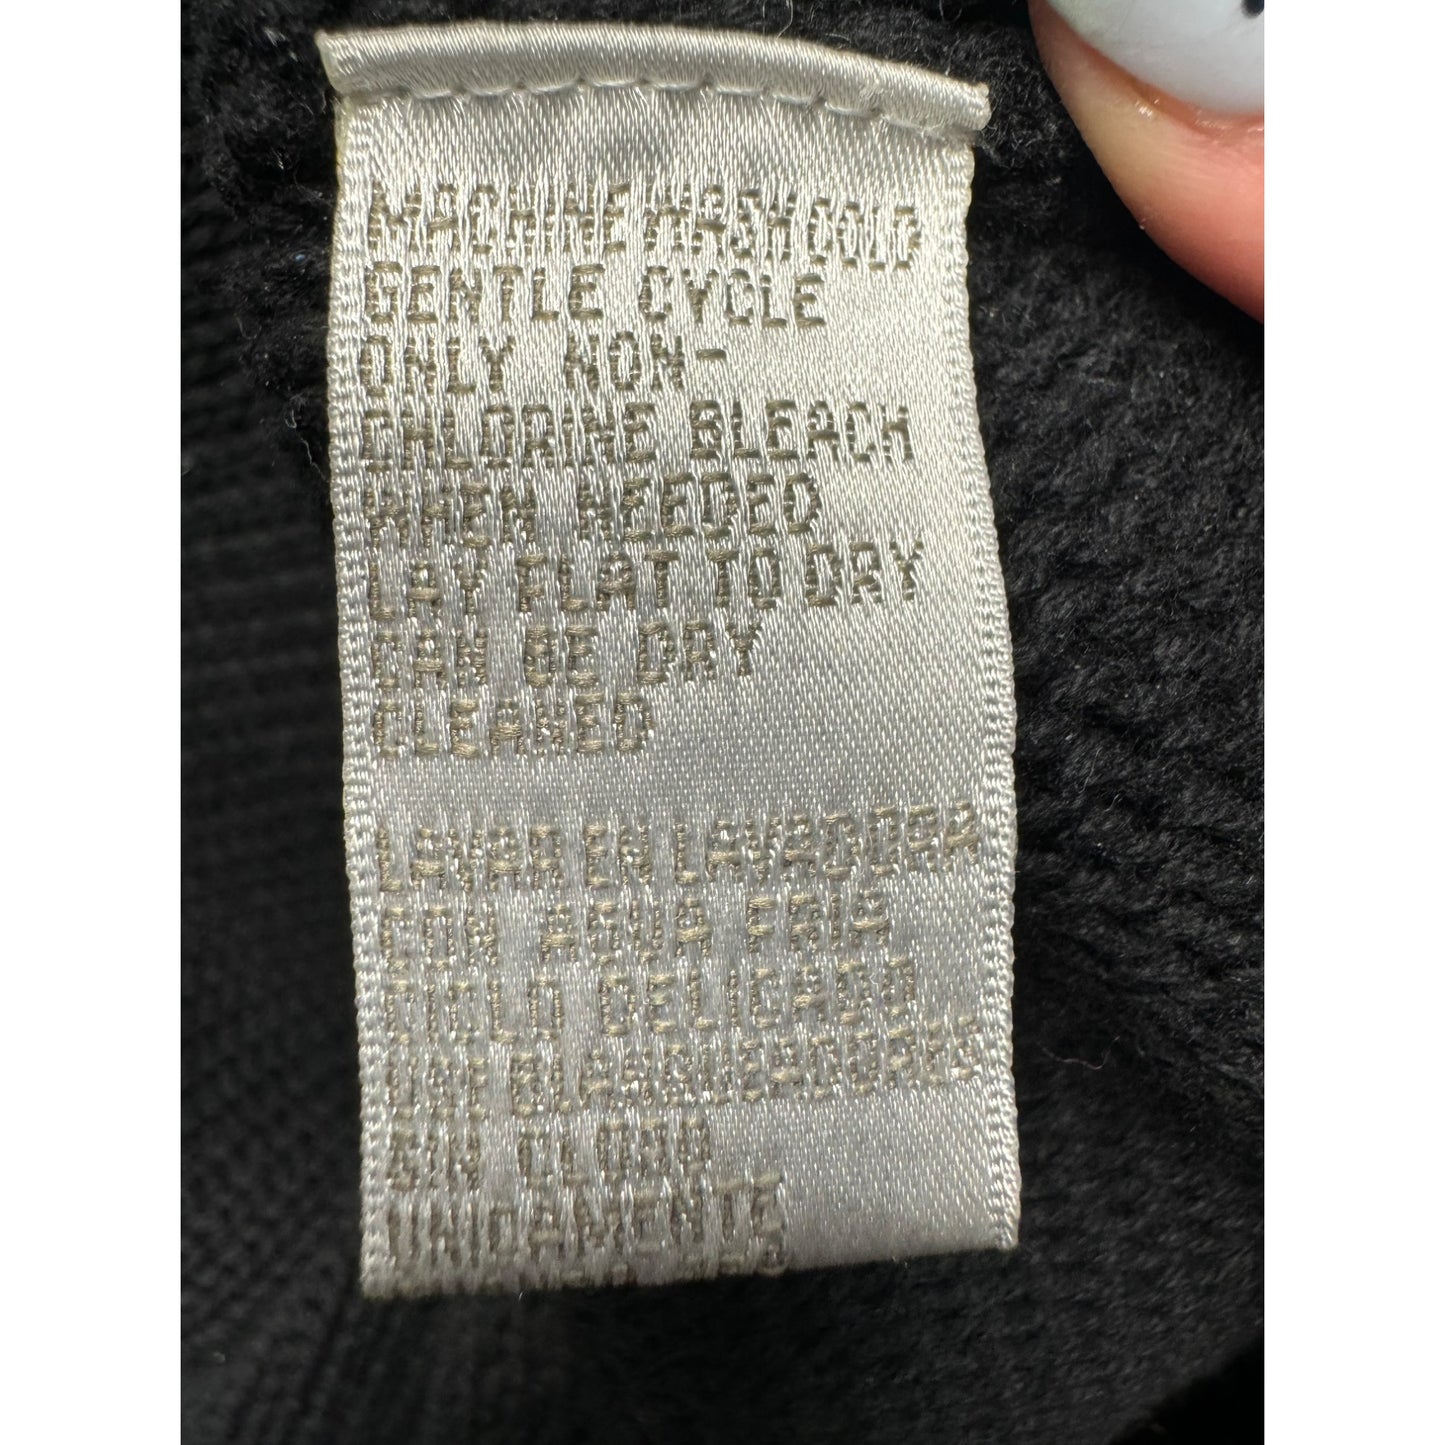 MACHINE WASH COLD
GENTLE CYCLE
ONLY NON-
CHLORINE BLEACH
WHEN NEEDED
LAY FLAT TO DRY
CAN BE DRY
CLEANED
LAVAR EN LAVADORA
CON AGUA FRIA
CICLO DELICADO
USE BLANQUEADORES
SIN CLORO
UNICAMENTE